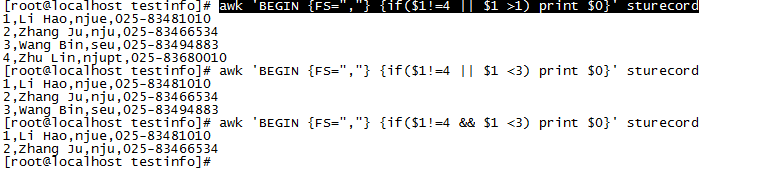 [root@localhost testinfo]# awk 'BEGIN {FS=","} {if($1!=4 || $1 >1) print $0}' sturecord
1,Li Hao,njue,025-83481010
2,Zhang Ju,nju,025-83466534
3,Wang Bin,seu,025-83494883
4,Zhu Lin,njupt,025-83680010
[root@localhost testinfo]# awk 'BEGIN {FS=","} {if($1!=4 || $1 <3) print $0}' sturecord
1,Li Hao,njue,025-83481010
2,Zhang Ju,nju,025-83466534
3,Wang Bin,seu,025-83494883
[root@localhost testinfo]# awk 'BEGIN {FS=","} {if($1!=4 && $1 <3) print $0}' sturecord
1,Li Hao,njue,025-83481010
2,Zhang Ju,nju,025-83466534
[root@localhost testinfo]#